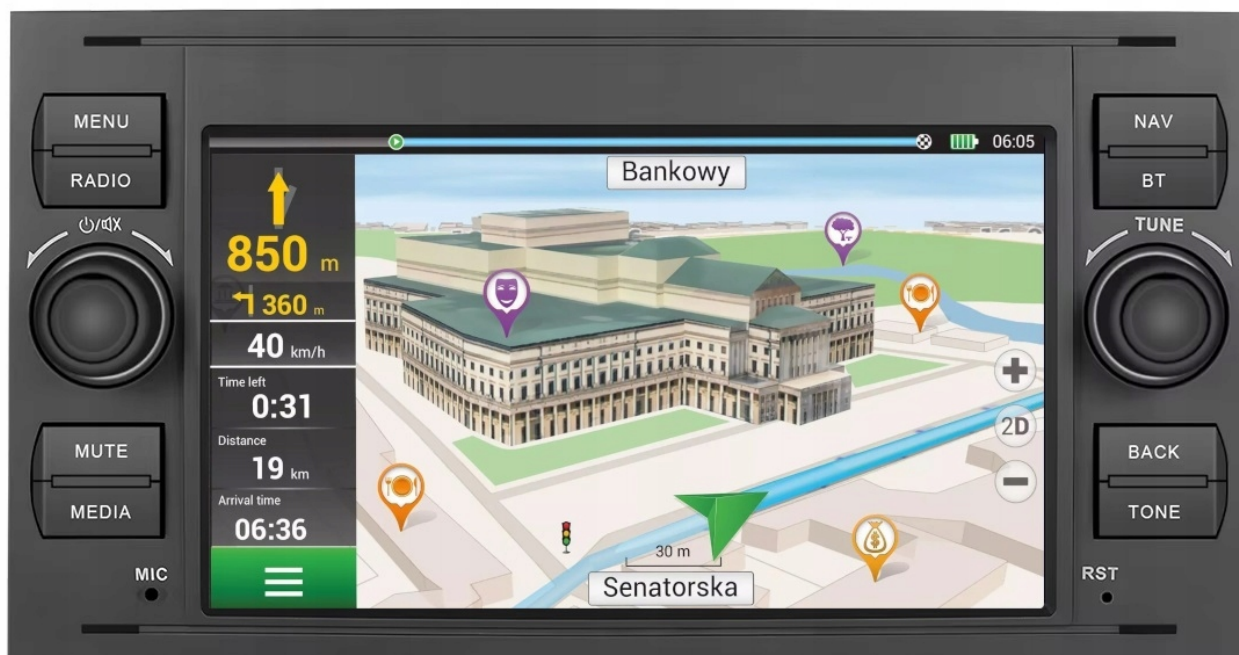 MENU
RADIO
MUTE
MEDIA
MIC
06:05
Bankowy
850 m
360 m
40 km/h
Time left
0:31
Distance
19 km
Arrival time
06:36
2D
30 m
Senatorska
NAV
BT
TUNE
BACK
TONE
RST